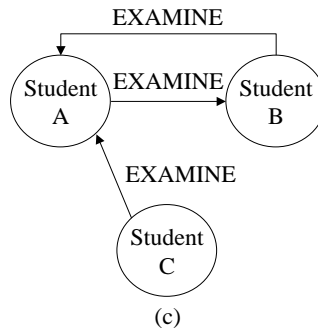 EXAMINE
Student
A
EXAMINE
Student
B
EXAMINE
Student
C
(c)